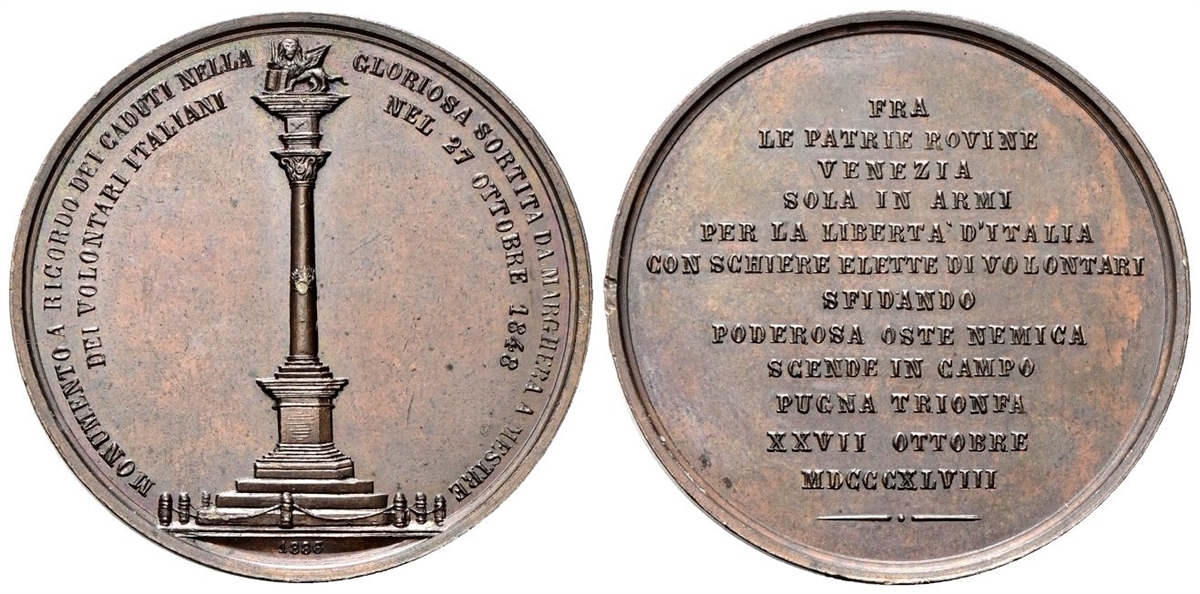 MONUMENTO A RICORDO DEI CADUTI NELLA GLORIOSA SORTITA DA MARGHERA A MESTRE
DEI VOLONTARI ITALIANI NEL 27 OTTOBRE 1848
1886
FRA
LE PATRIE ROVINE
VENEZIA
SOLA IN ARMI
PER LA LIBERTA' D'ITALIA
CON SCHIERE ELETTE DI VOLONTARI
SFIDANDO
PODEROSA OSTE NEMICA
SCENDE IN CAMPO
PUGNA TRIONFA
XXVII OTTOBRE
MDCCCXLVIII